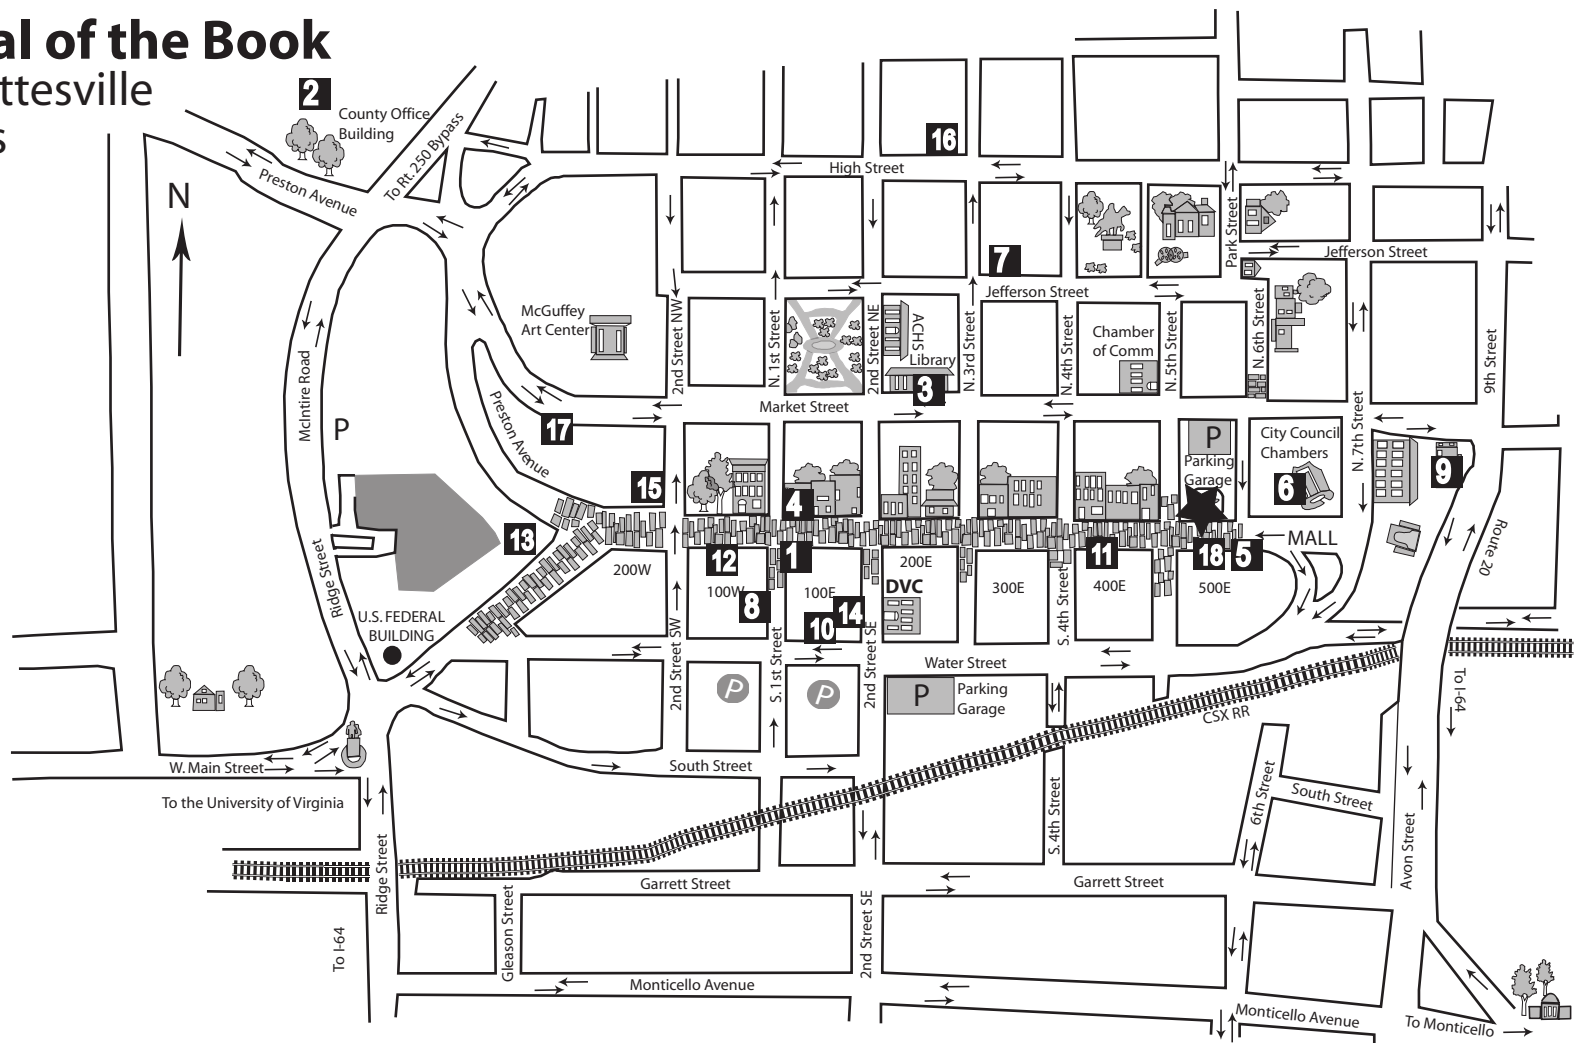 al of the Book
ttesville
s
2
County Office
Building
To Rt. 250 Bypass
Preston Avenue
N
16
High Street
Park Street
7
Jefferson Street
Jefferson Street
McGuffey
Art Center
2nd Street NW
N. 1st Street
2nd Street NE
ACHS
Library
3
N. 3rd Street
N. 4th Street
Chamber
of Comm
N. 5th Street
N. 6th Street
9th Street
McIntire Road
P
Preston Avenue
17
Market Street
N. 7th Street
P
Parking
Garage
City Council
Chambers
6
9
15
4
13
12
1
11
18
5
MALL
Route 20
200W
100W
100E
200E
DVC
300E
400E
500E
8
14
10
S. 4th Street
Ridge Street
U.S. FEDERAL
BUILDING
2nd Street SW
S. 1st Street
2nd Street SE
Water Street
P
P
P
Parking
Garage
CSX RR
To I-64
W. Main Street
South Street
To the University of Virginia
S. 4th Street
6th Street
South Street
Avon Street
Ridge Street
Garrett Street
Garrett Street
To I-64
Gleason Street
2nd Street SE
Monticello Avenue
Monticello Avenue
To Monticello